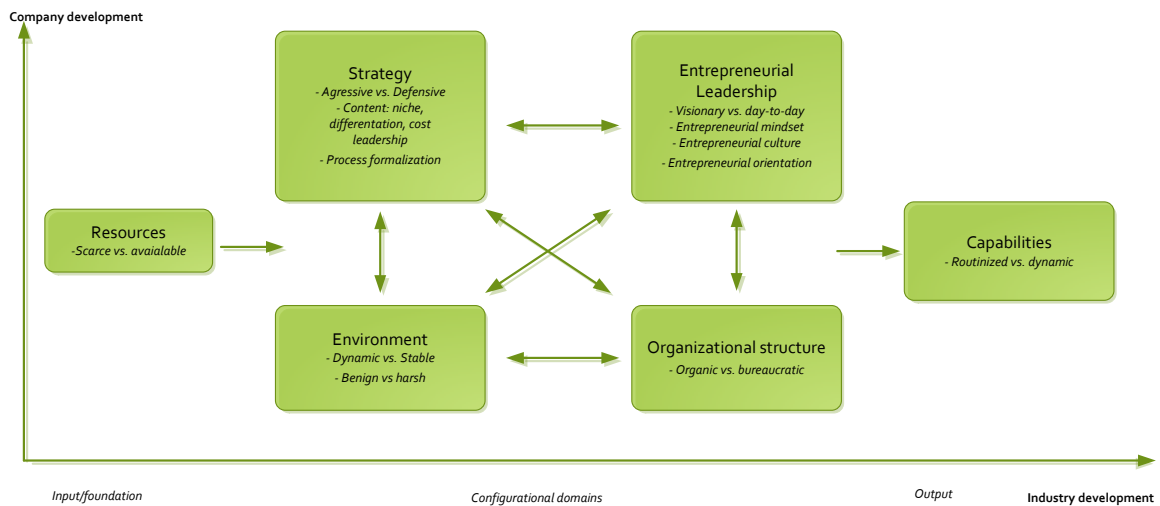 Company development
Strategy
- Agressive vs. Defensive
- Content: niche,
differentation, cost
leadership
- Process formalization
Entrepreneurial
Leadership
- Visionary vs. day-to-day
- Entrepreneurial mindset
- Entrepreneurial culture
- Entrepreneurial orientation
Resources
-Scarce vs. avaialable
Capabilities
- Routinized vs. dynamic
Environment
- Dynamic vs. Stable
- Benign vs harsh
Organizational structure
- Organic vs. bureaucratic
Input/foundation
Configurational domains
Output
Industry development